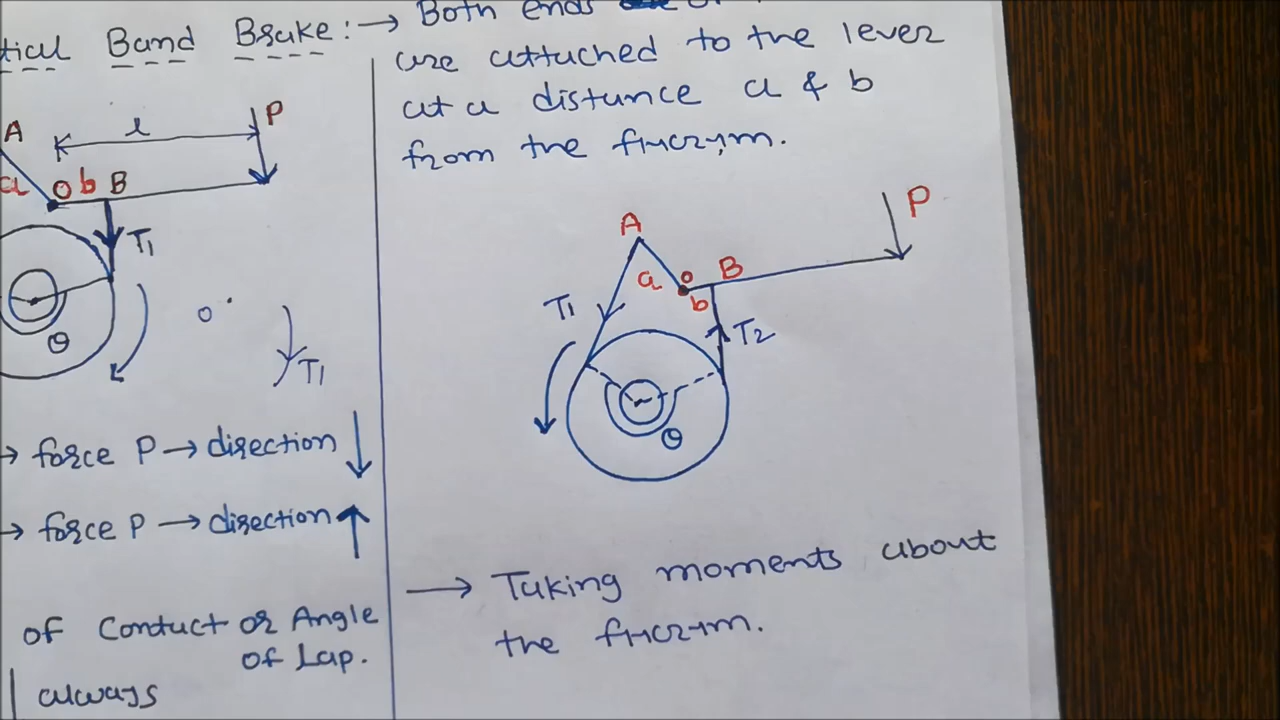 tial Band Brake:→
A
l
P
a
O b B
T1
θ
T1
→ force P → direction ↓
→ force P → direction ↑
of Contact or Angle
of Lap.
always
Both ends
are attached to the lever
at a distance a & b
from the fulcrum.
A
P
a
o
B
b
T1
T2
θ
→ Taking moments about
the fulcrum.